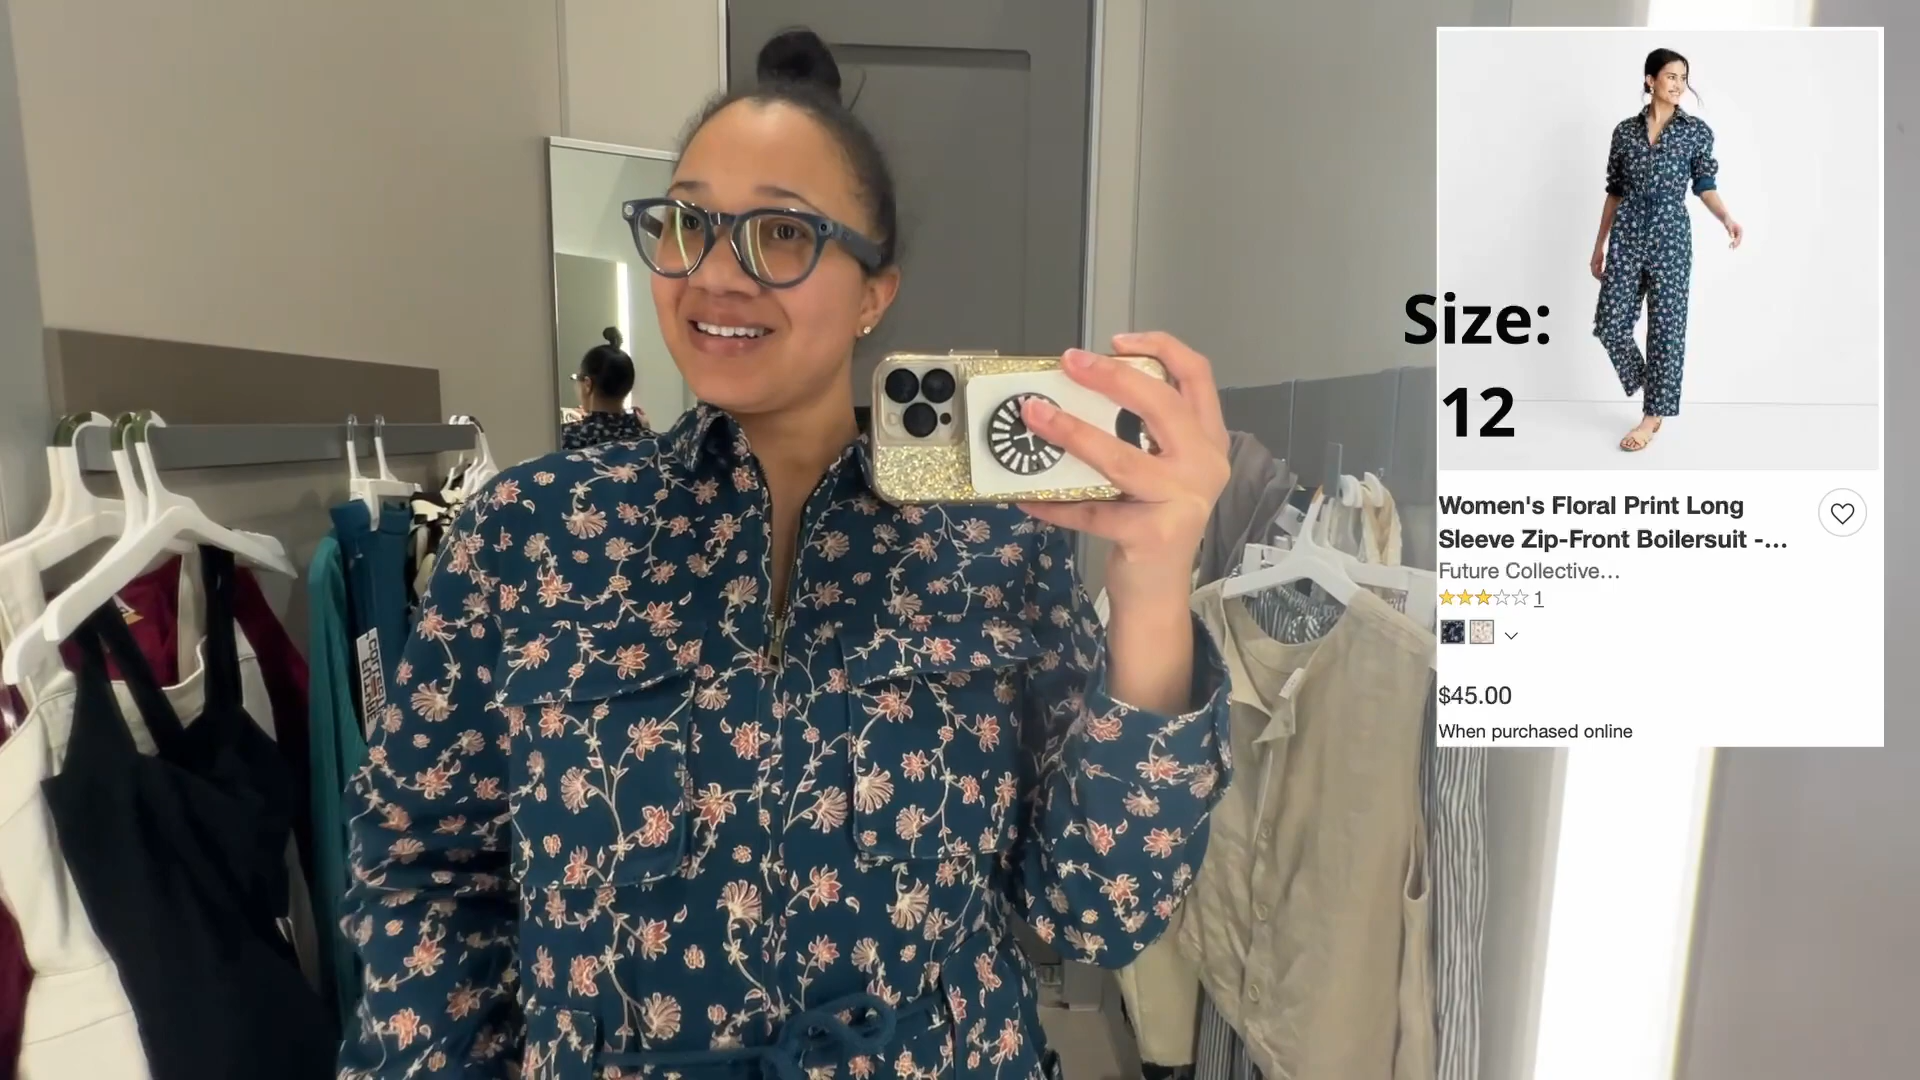 Size:
12
Women's Floral Print Long
Sleeve Zip-Front Boilersuit -...
Future Collective...
1
$45.00
When purchased online